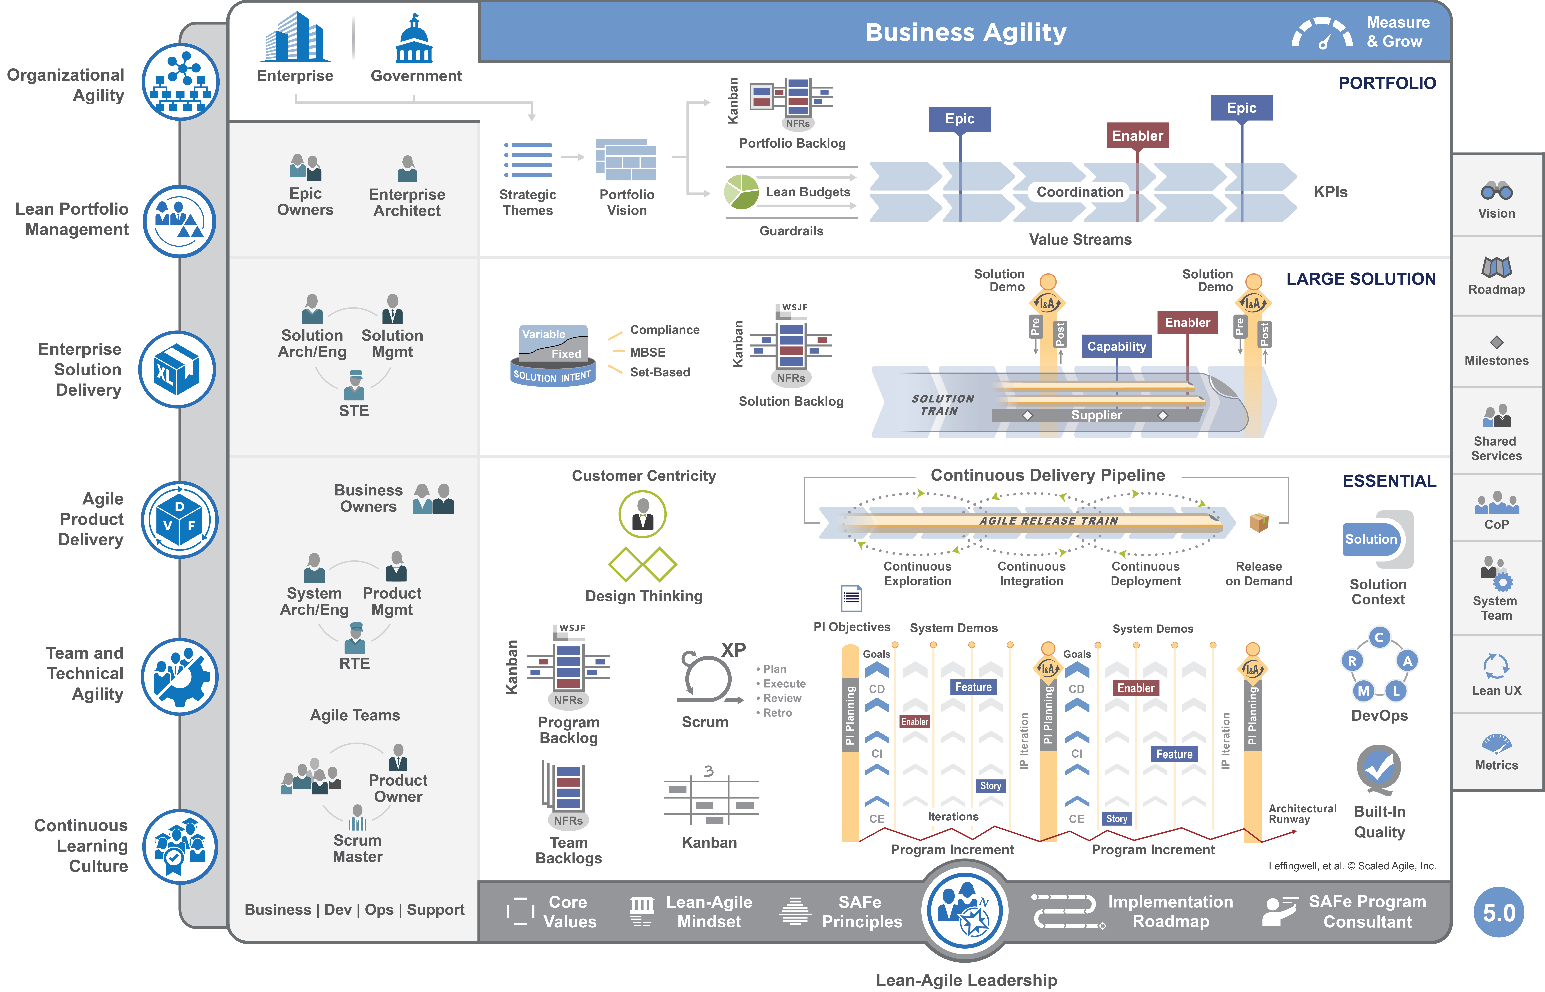 Business Agility
Measure
& Grow
Enterprise
Government
Organizational
Agility
Lean Portfolio
Management
Enterprise
Solution
Delivery
XL
Agile
Product
Delivery
D
V
F
Team and
Technical
Agility
Continuous
Learning
Culture
PORTFOLIO
Epic
Owners
Enterprise
Architect
Strategic
Themes
Portfolio
Vision
Kanban
NFRs
Portfolio Backlog
Lean Budgets
Guardrails
Epic
Enabler
Epic
Coordination
KPIs
Value Streams
LARGE SOLUTION
Solution
Arch/Eng
Solution
Mgmt
STE
Variable
Fixed
SOLUTION INTENT
Compliance
MBSE
Set-Based
WSJF
Kanban
NFRs
Solution Backlog
Solution
Demo
I&A
Pre
Post
Solution
Demo
I&A
Pre
Post
Capability
Enabler
SOLUTION
TRAIN
Supplier
ESSENTIAL
Business
Owners
System
Arch/Eng
Product
Mgmt
RTE
Agile Teams
Product
Owner
Scrum
Master
Business | Dev | Ops | Support
Customer Centricity
Design Thinking
WSJF
Kanban
NFRs
Program
Backlog
XP
Scrum
• Plan
• Execute
• Review
• Retro
NFRs
Team
Backlogs
3
Kanban
Continuous Delivery Pipeline
AGILE RELEASE TRAIN
Continuous
Exploration
Continuous
Integration
Continuous
Deployment
Release
on Demand
PI Objectives
System Demos
System Demos
Goals
CD
CI
CE
PI Planning
Feature
Enabler
Story
Iterations
IP Iteration
I&A
PI Planning
Goals
CD
CI
CE
Enabler
Feature
Story
IP Iteration
I&A
PI Planning
Program Increment
Program Increment
Architectural
Runway
Solution
Solution
Context
C
R
A
M
L
DevOps
Built-In
Quality
Leffingwell, et al. © Scaled Agile, Inc.
Vision
Roadmap
Milestones
Shared
Services
CoP
System
Team
Lean UX
Metrics
Core
Values
Lean-Agile
Mindset
SAFe
Principles
N
Implementation
Roadmap
SAFe Program
Consultant
5.0
Lean-Agile Leadership